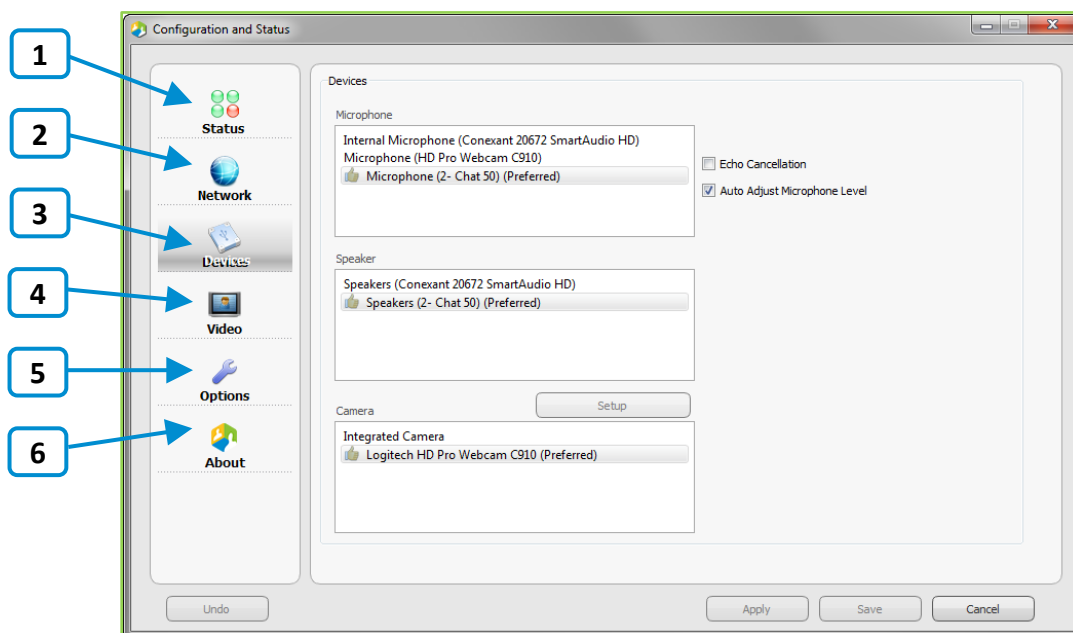 Configuration and Status
1
2
3
4
5
6
Status
Network
Devices
Video
Options
About
Devices
Microphone
Internal Microphone (Conexant 20672 SmartAudio HD)
Microphone (HD Pro Webcam C910)
Microphone (2- Chat 50) (Preferred)
Echo Cancellation
Auto Adjust Microphone Level
Speaker
Speakers (Conexant 20672 SmartAudio HD)
Speakers (2- Chat 50) (Preferred)
Setup
Camera
Integrated Camera
Logitech HD Pro Webcam C910 (Preferred)
Undo
Apply
Save
Cancel